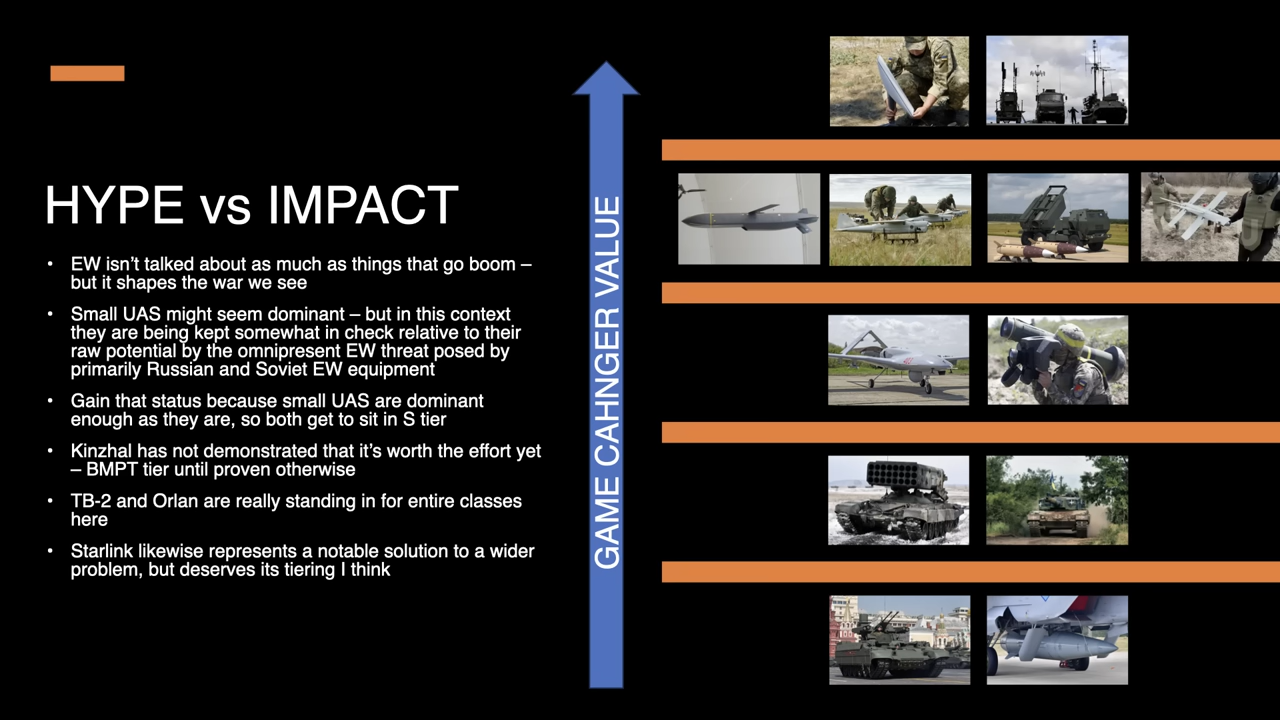 HYPE vs IMPACT
• EW isn’t talked about as much as things that go boom –
but it shapes the war we see
• Small UAS might seem dominant – but in this context
they are being kept somewhat in check relative to their
raw potential by the omnipresent EW threat posed by
primarily Russian and Soviet EW equipment
• Gain that status because small UAS are dominant
enough as they are, so both get to sit in S tier
• Kinzhal has not demonstrated that it’s worth the effort yet
– BMPT tier until proven otherwise
• TB-2 and Orlan are really standing in for entire classes
here
• Starlink likewise represents a notable solution to a wider
problem, but deserves its tiering I think
GAME CAHNGER VALUE